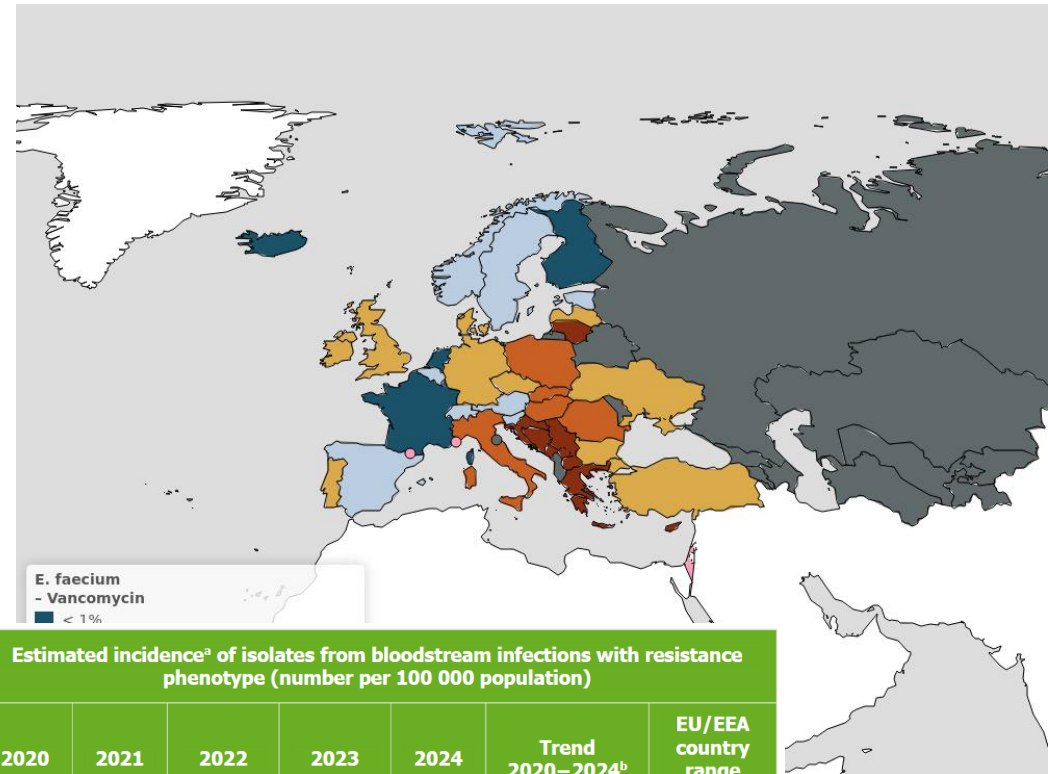 E. faecium
– Vancomycin
< 1%
Estimated incidenceᵃ of isolates from bloodstream infections with resistance
phenotype (number per 100 000 population)
2020 2021 2022 2023 2024 Trend 2020–2024ᵇ EU/EEA country range